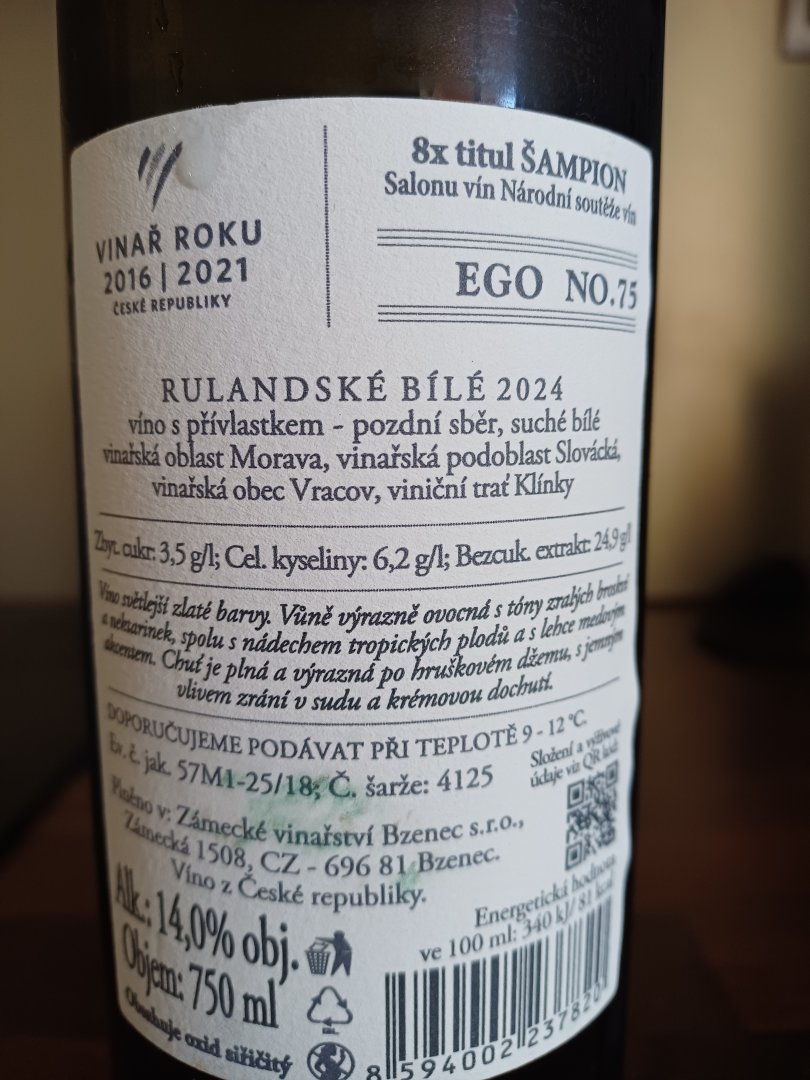 VINAŘ ROKU
2016 | 2021
ČESKÉ REPUBLIKY
8x titul ŠAMPION
Salonu vín Národní soutěže vín
EGO NO.75
RULANDSKÉ BÍLÉ 2024
víno s přívlastkem - pozdní sběr, suché bílé
vinařská oblast Morava, vinařská podoblast Slovácká,
vinařská obec Vracov, viniční trať Klínky
Zbyt. cukr: 3,5 g/l; Cel. kyseliny: 6,2 g/l; Bezcuk. extrakt: 24,9 g/l
Víno světlejší zlaté barvy. Vůně výrazně ovocná s tóny zralých broskví
a nektarinek, spolu s nádechem tropických plodů a s lehce medovým
akcentem. Chuť je plná a výrazná po hruškovém džemu, s jemným
vlivem zrání v sudu a krémovou dochutí.
DOPORUČUJEME PODÁVAT PŘI TEPLOTĚ 9 - 12 °C.
Ev. č. jak. 57M1-25/18; Č. šarže: 4125
Složení a výživové
údaje viz QR kód:
Plněno v: Zámecké vinařství Bzenec s.r.o.,
Zámecká 1508, CZ - 696 81 Bzenec.
Víno z České republiky.
Alk.: 14,0% obj.
Objem: 750 ml
Obsahuje oxid siřičitý
Energetická hodnota
ve 100 ml: 340 kJ/ 81 kcal
8 594002 237820